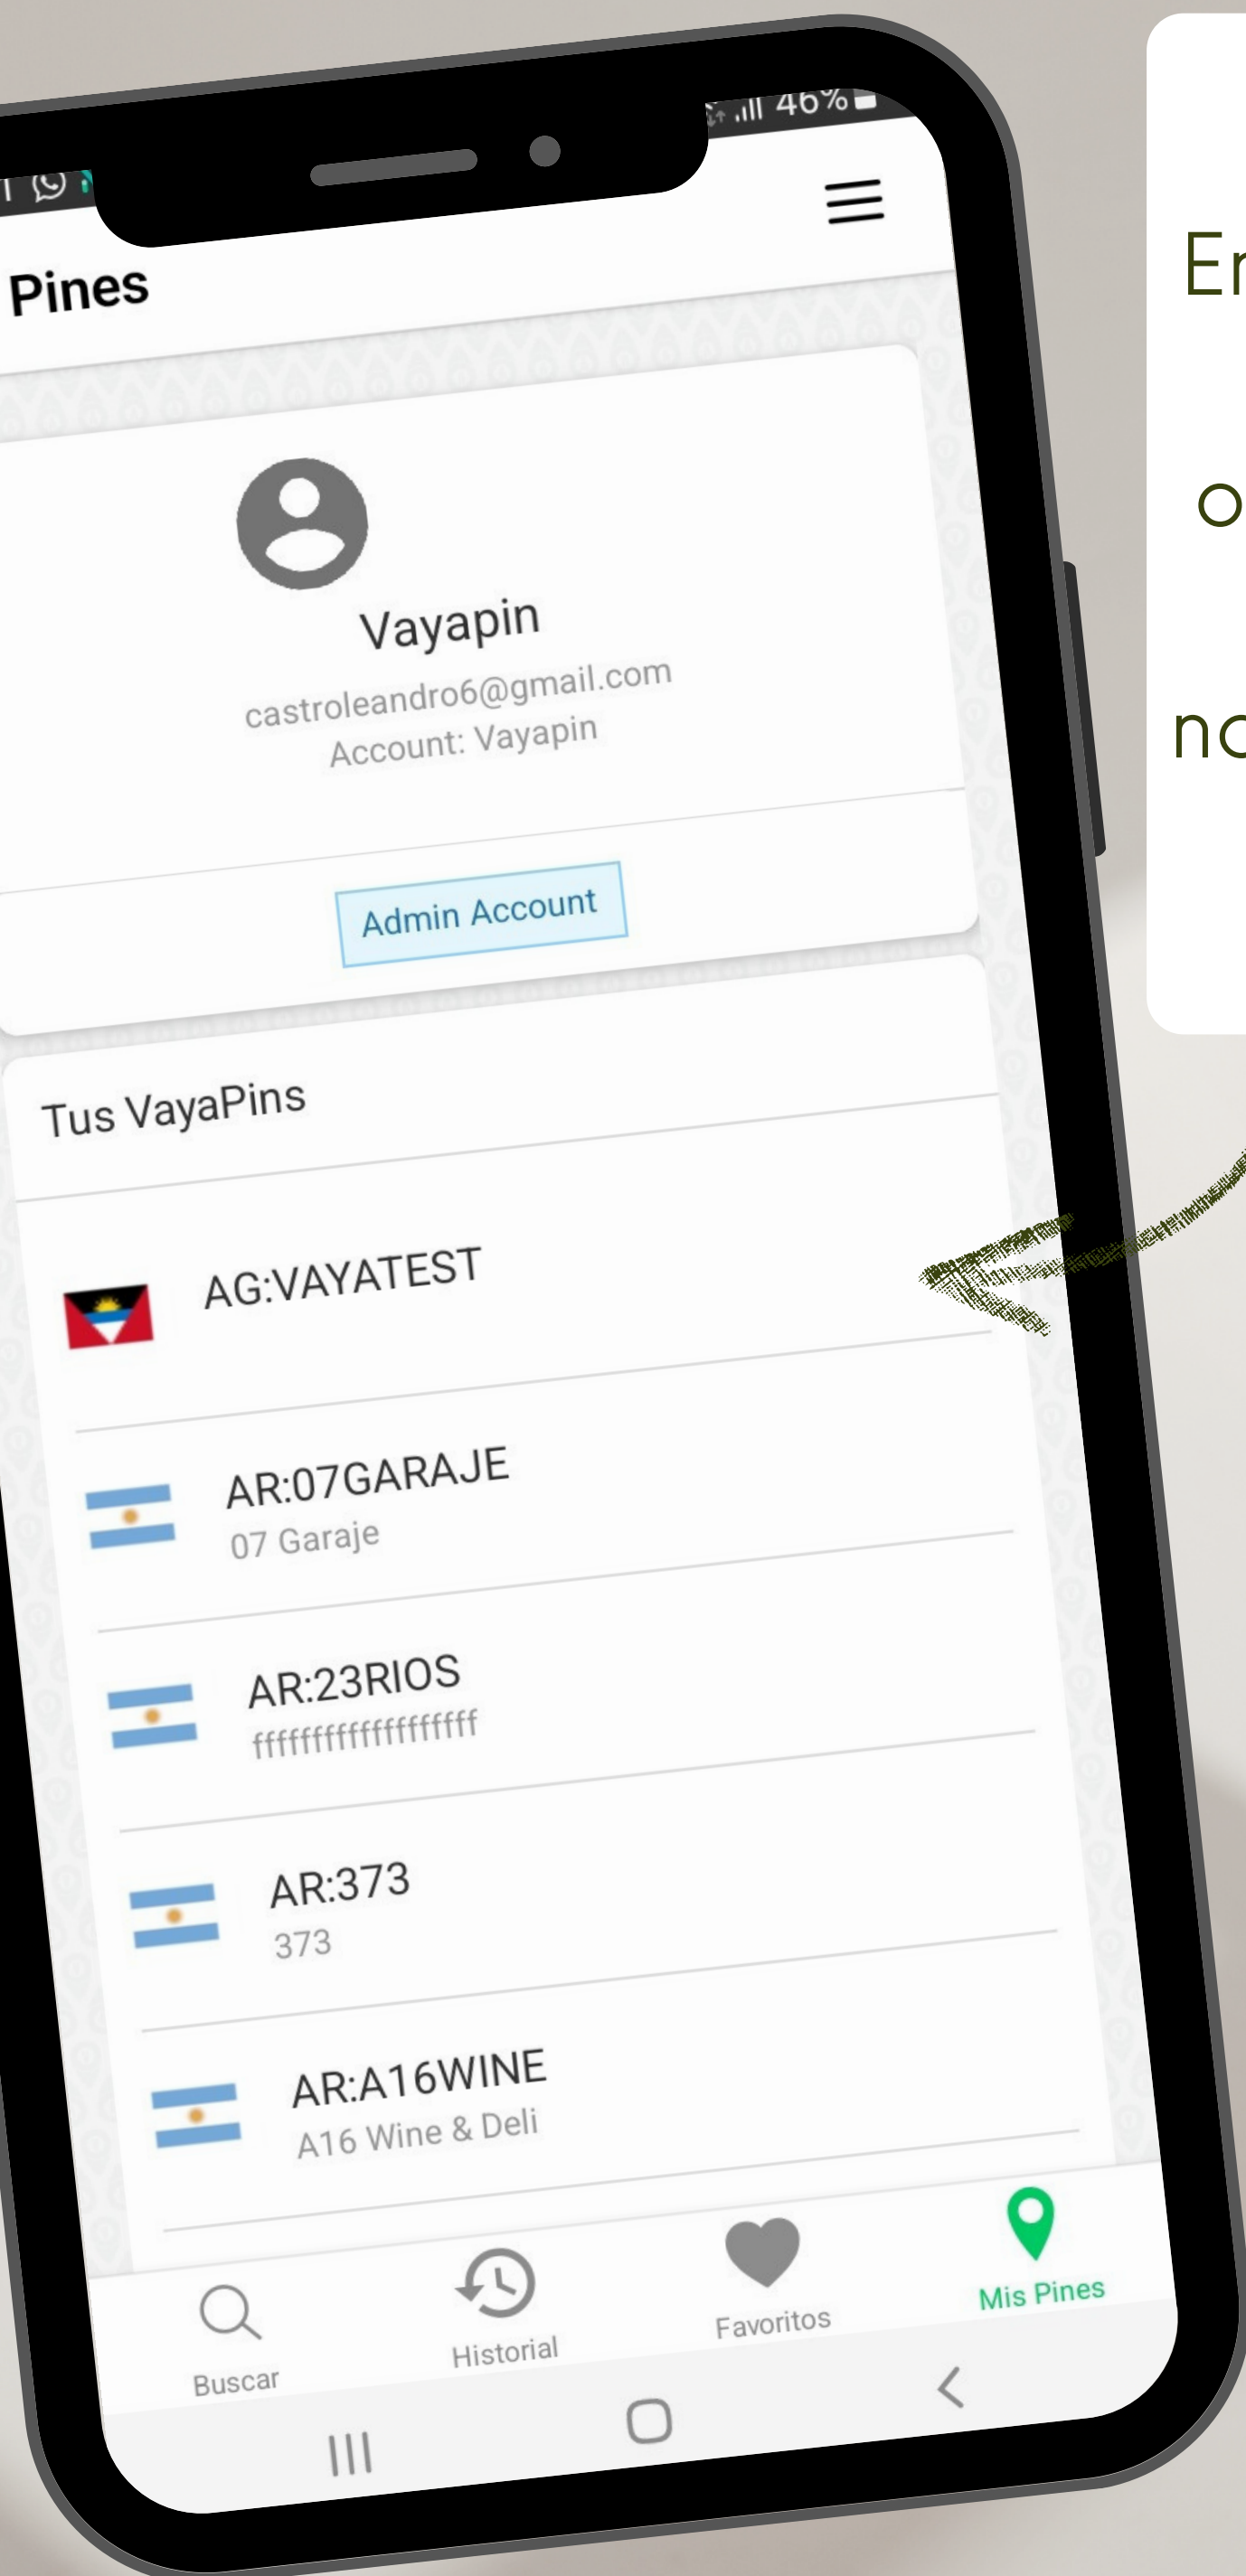 46%
Pines
Vayapin
castroleandro6@gmail.com
Account: Vayapin
Admin Account
Tus VayaPins
AG:VAYATEST
AR:07GARAJE
07 Garaje
AR:23RIOS
fffffffffffffffffff
AR:373
373
AR:A16WINE
A16 Wine & Deli
Buscar
Historial
Favoritos
Mis Pines